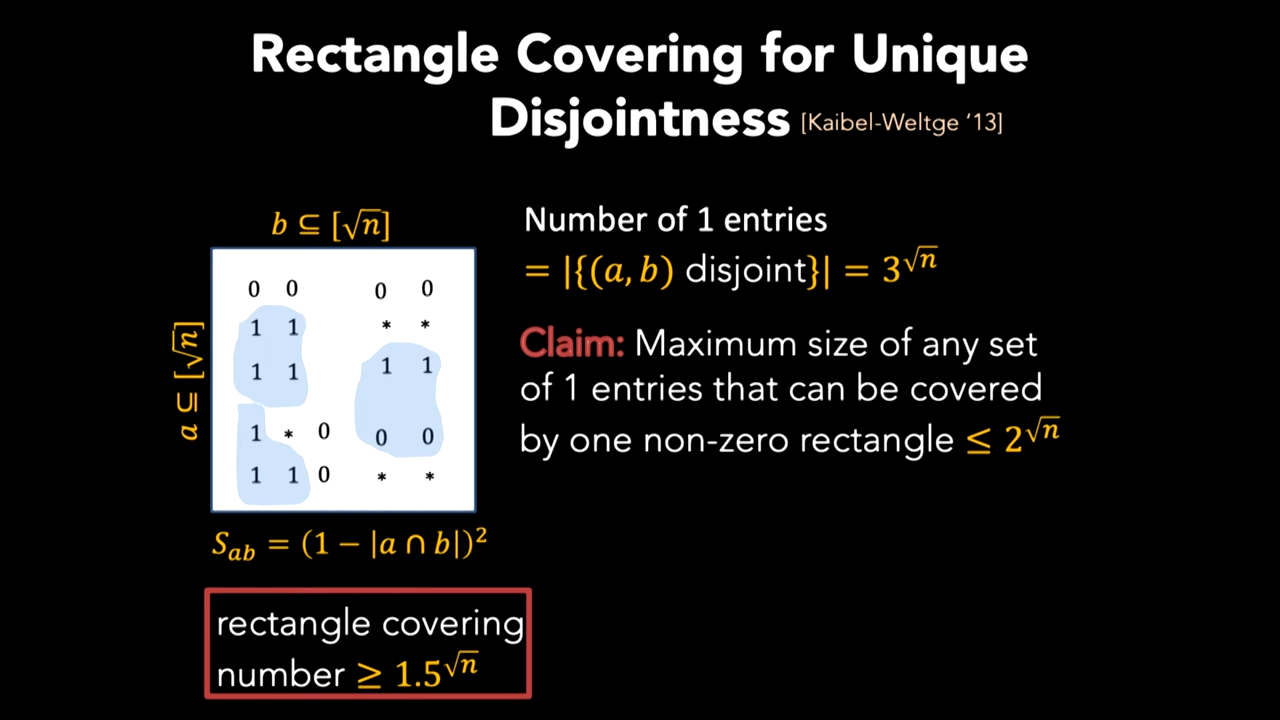 Rectangle Covering for Unique
Disjointness [Kaibel-Weltge '13]
b ⊆ [√n]
Number of 1 entries
= |{(a, b) disjoint}| = 3^√n
a ⊆ [√n]
0 0 0 0
1 1 * *
1 1 1 1
1 * 0 0 0
1 1 0 * *
Claim: Maximum size of any set
of 1 entries that can be covered
by one non-zero rectangle ≤ 2^√n
S_ab = (1 − |a ∩ b|)²
rectangle covering
number ≥ 1.5^√n